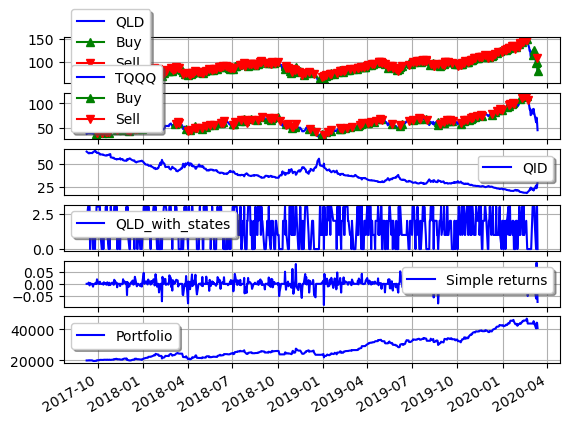 QLD
Buy
Sell
150
100
TQQQ
Buy
Sell
100
50
QID
50
25
QLD_with_states
2.5
0.0
Simple returns
0.05
0.00
−0.05
Portfolio
40000
20000
2017-10 2018-01 2018-04 2018-07 2018-10 2019-01 2019-04 2019-07 2019-10 2020-01 2020-04